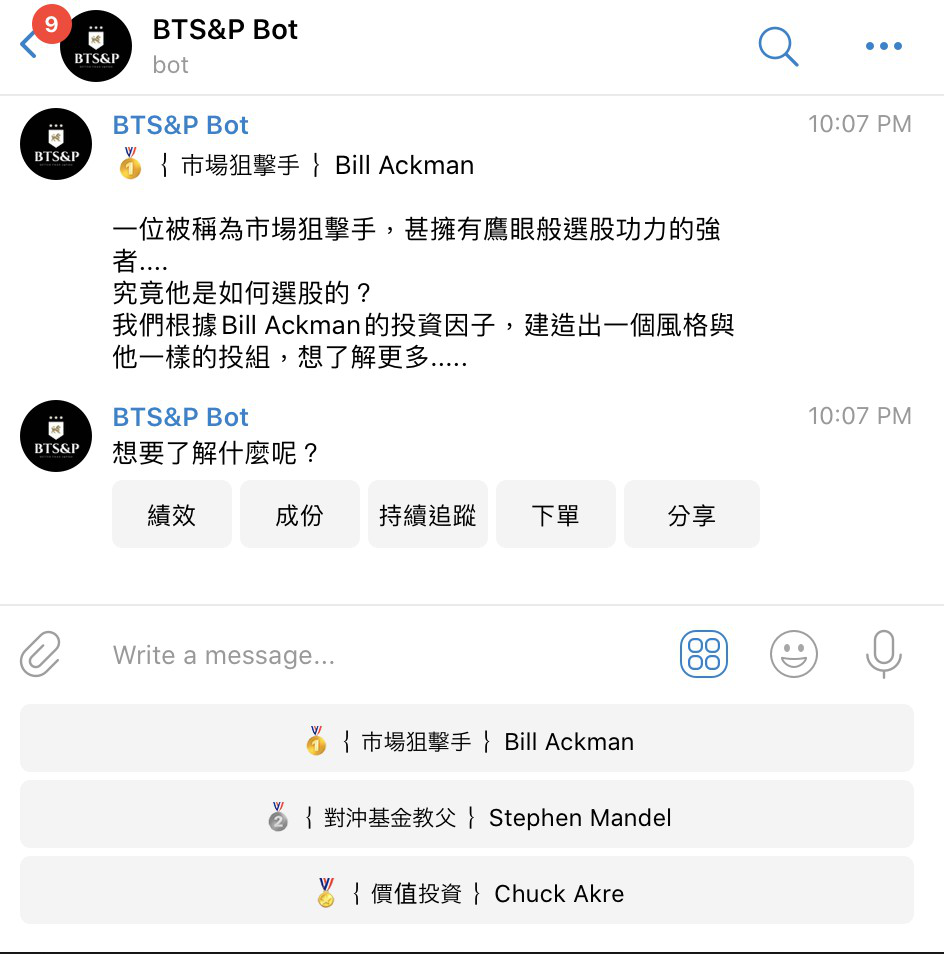 9
BTS&P
BTS&P Bot
bot
BTS&P
BTS&P Bot
10:07 PM
🥇｛市場狙擊手｝Bill Ackman
一位被稱為市場狙擊手，甚擁有鷹眼般選股功力的強
者....
究竟他是如何選股的？
我們根據Bill Ackman的投資因子，建造出一個風格與
他一樣的投組，想了解更多.....
BTS&P
BTS&P Bot
10:07 PM
想要了解什麼呢？
績效
成份
持續追蹤
下單
分享
Write a message...
🥇｛市場狙擊手｝Bill Ackman
🥈｛對沖基金教父｝Stephen Mandel
🏅｛價值投資｝Chuck Akre